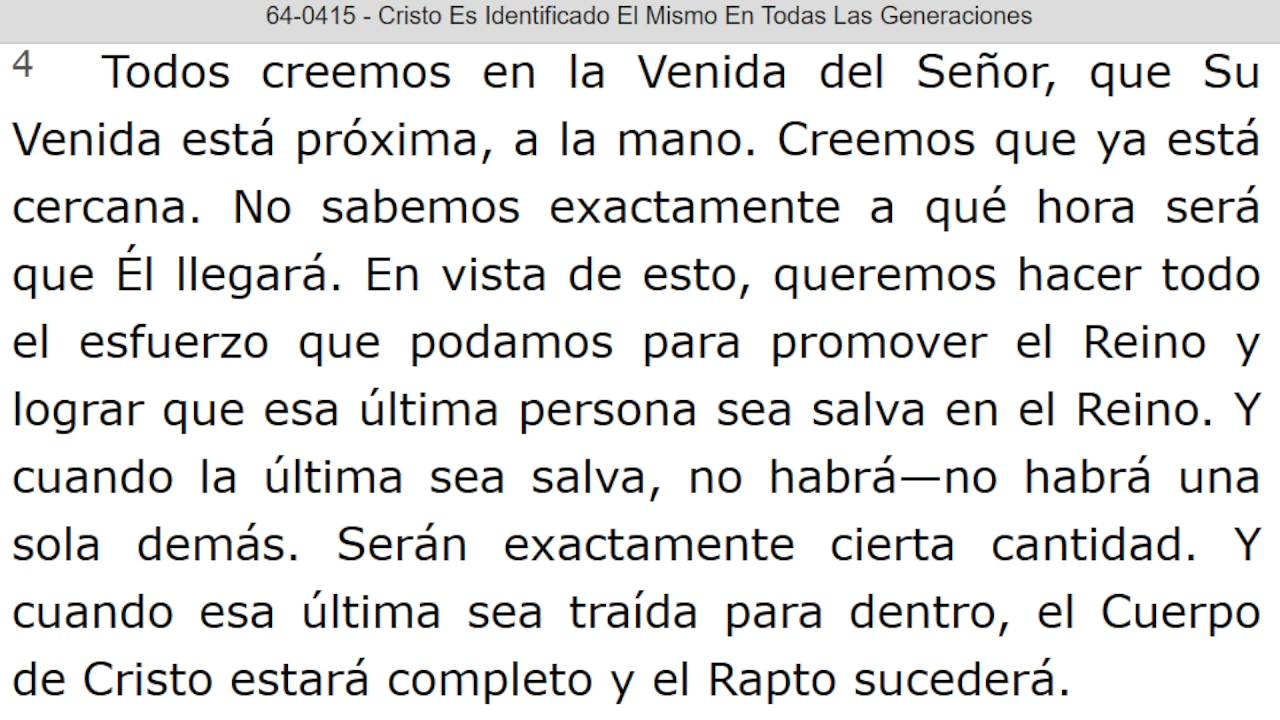 64-0415 - Cristo Es Identificado El Mismo En Todas Las Generaciones
4 Todos creemos en la Venida del Señor, que Su
Venida está próxima, a la mano. Creemos que ya está
cercana. No sabemos exactamente a qué hora será
que Él llegará. En vista de esto, queremos hacer todo
el esfuerzo que podamos para promover el Reino y
lograr que esa última persona sea salva en el Reino. Y
cuando la última sea salva, no habrá—no habrá una
sola demás. Serán exactamente cierta cantidad. Y
cuando esa última sea traída para dentro, el Cuerpo
de Cristo estará completo y el Rapto sucederá.